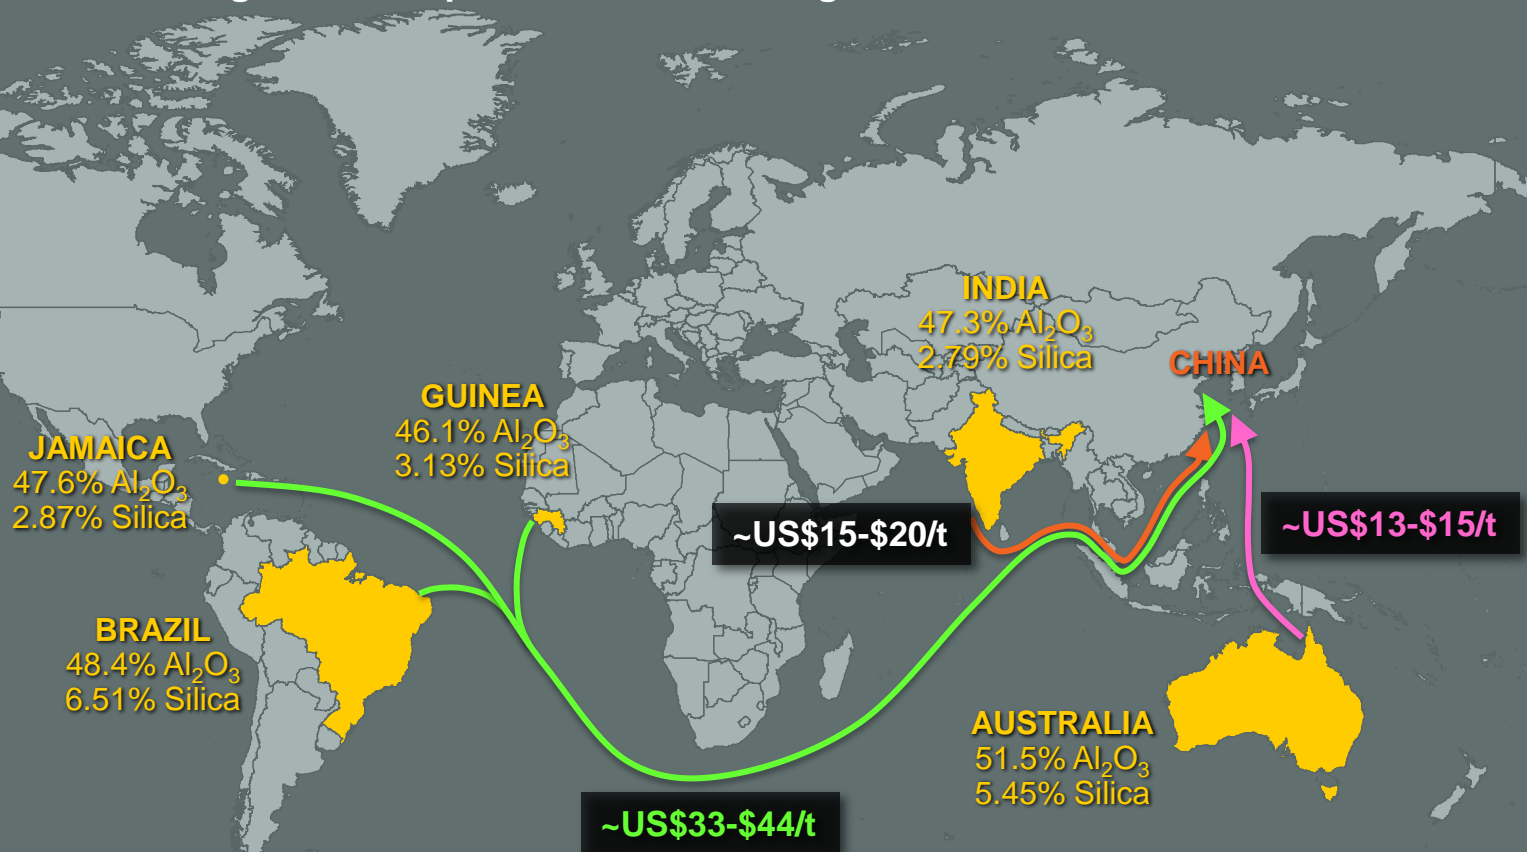 INDIA
47.3% Al₂O₃
2.79% Silica
CHINA
GUINEA
46.1% Al₂O₃
3.13% Silica
JAMAICA
47.6% Al₂O₃
2.87% Silica
~US$15-$20/t
~US$13-$15/t
BRAZIL
48.4% Al₂O₃
6.51% Silica
AUSTRALIA
51.5% Al₂O₃
5.45% Silica
~US$33-$44/t